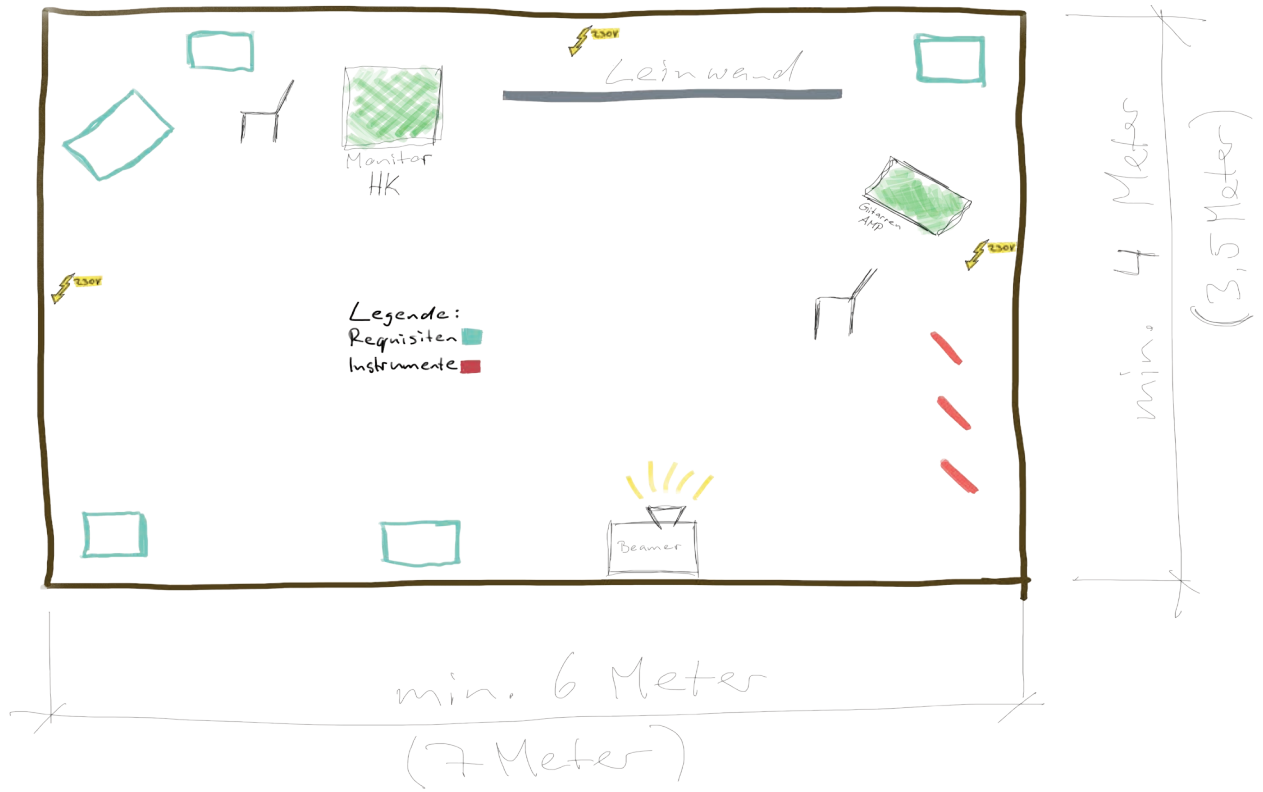 230V
Leinwand
Monitor
HK
Gitarren
AMP
230V
230V
Legende:
Requisiten
Instrumente
Beamer
min. 4 Meter
(3,5 Meter)
min. 6 Meter
(7 Meter)